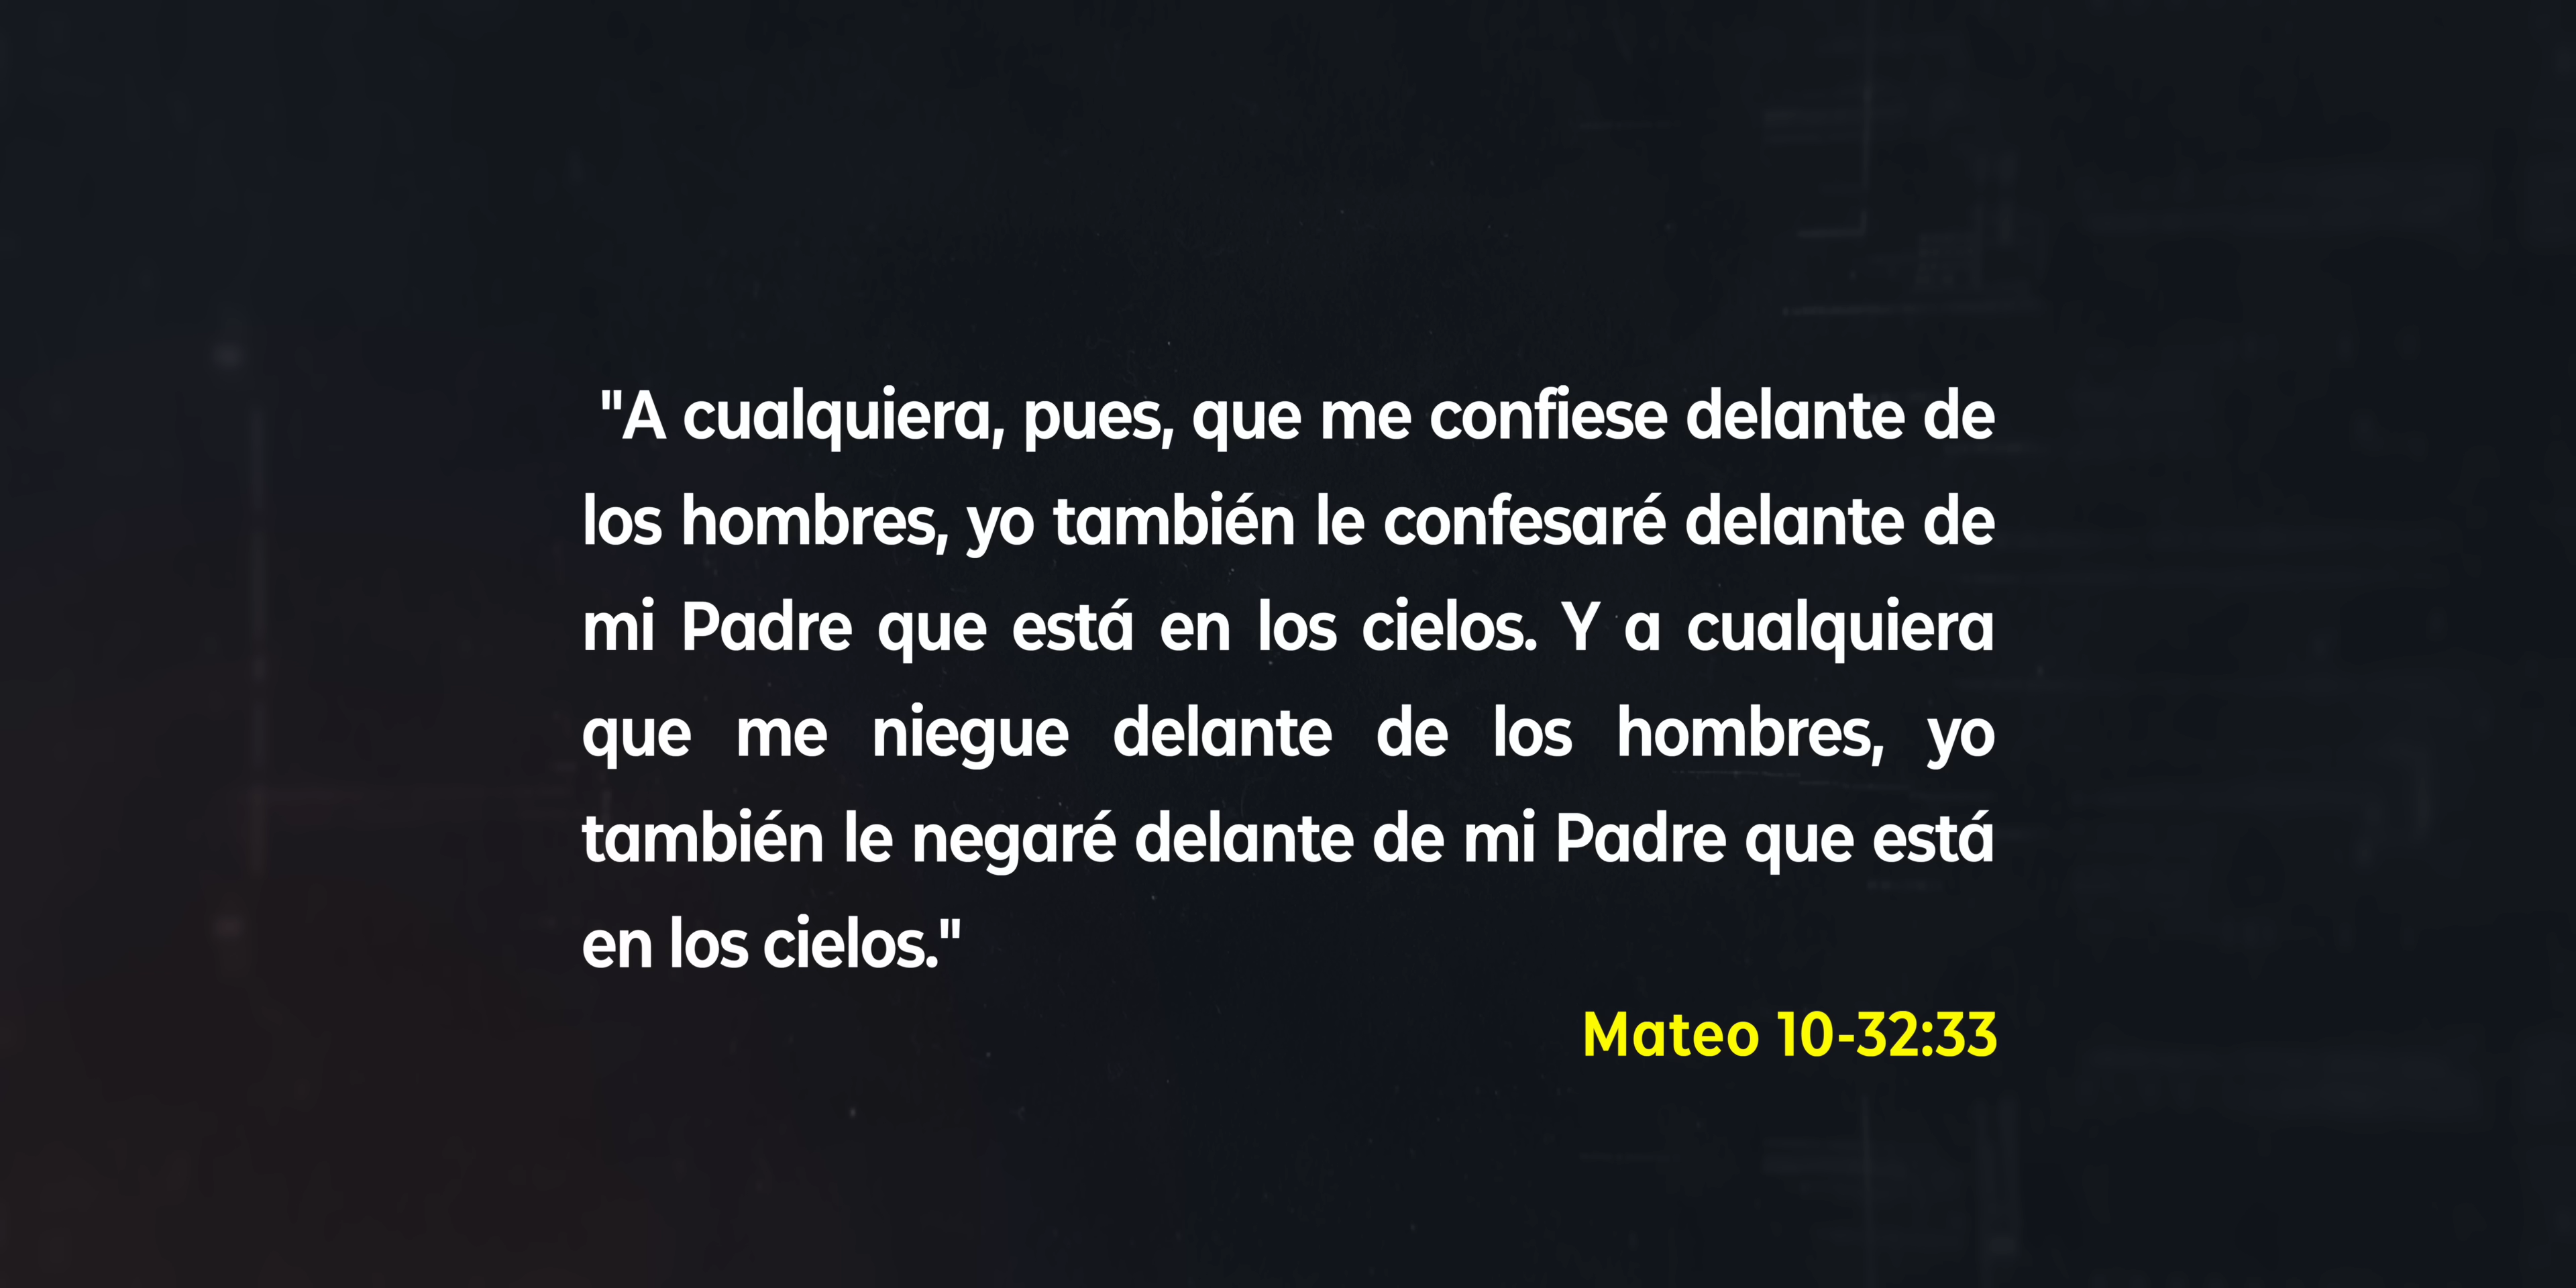 "A cualquiera, pues, que me confiese delante de
los hombres, yo también le confesaré delante de
mi Padre que está en los cielos. Y a cualquiera
que me niegue delante de los hombres, yo
también le negaré delante de mi Padre que está
en los cielos."
Mateo 10-32:33